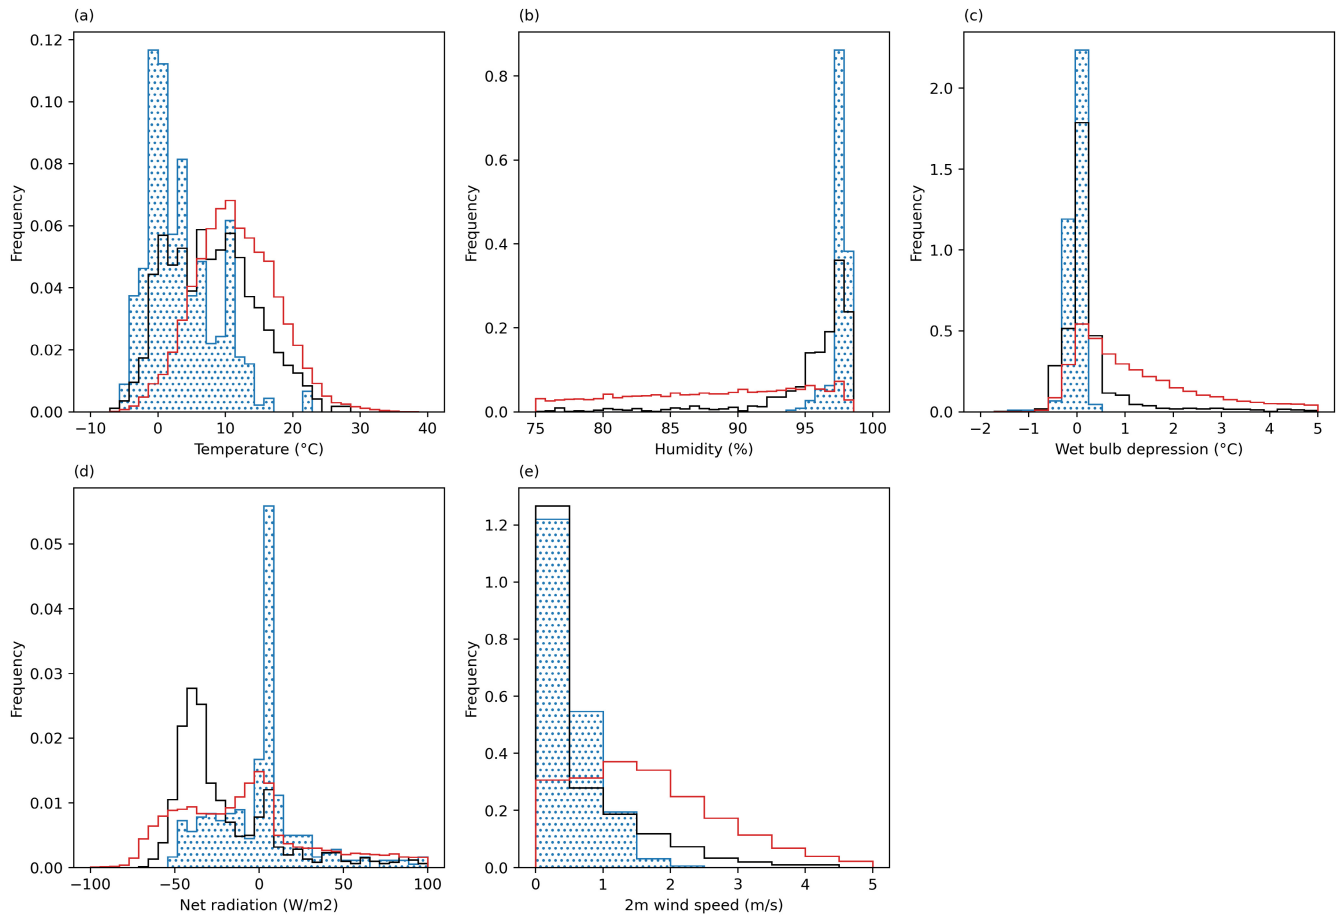 (a)
0.12
0.10
0.08
0.06
0.04
0.02
0.00
Frequency
−10 0 10 20 30 40
Temperature (°C)
(b)
0.8
0.6
0.4
0.2
0.0
Frequency
75 80 85 90 95 100
Humidity (%)
(c)
2.0
1.5
1.0
0.5
0.0
Frequency
−2 −1 0 1 2 3 4 5
Wet bulb depression (°C)
(d)
0.05
0.04
0.03
0.02
0.01
0.00
Frequency
−100 −50 0 50 100
Net radiation (W/m2)
(e)
1.2
1.0
0.8
0.6
0.4
0.2
0.0
Frequency
0 1 2 3 4 5
2m wind speed (m/s)